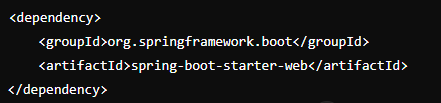 <dependency>
    <groupId>org.springframework.boot</groupId>
    <artifactId>spring-boot-starter-web</artifactId>
</dependency>